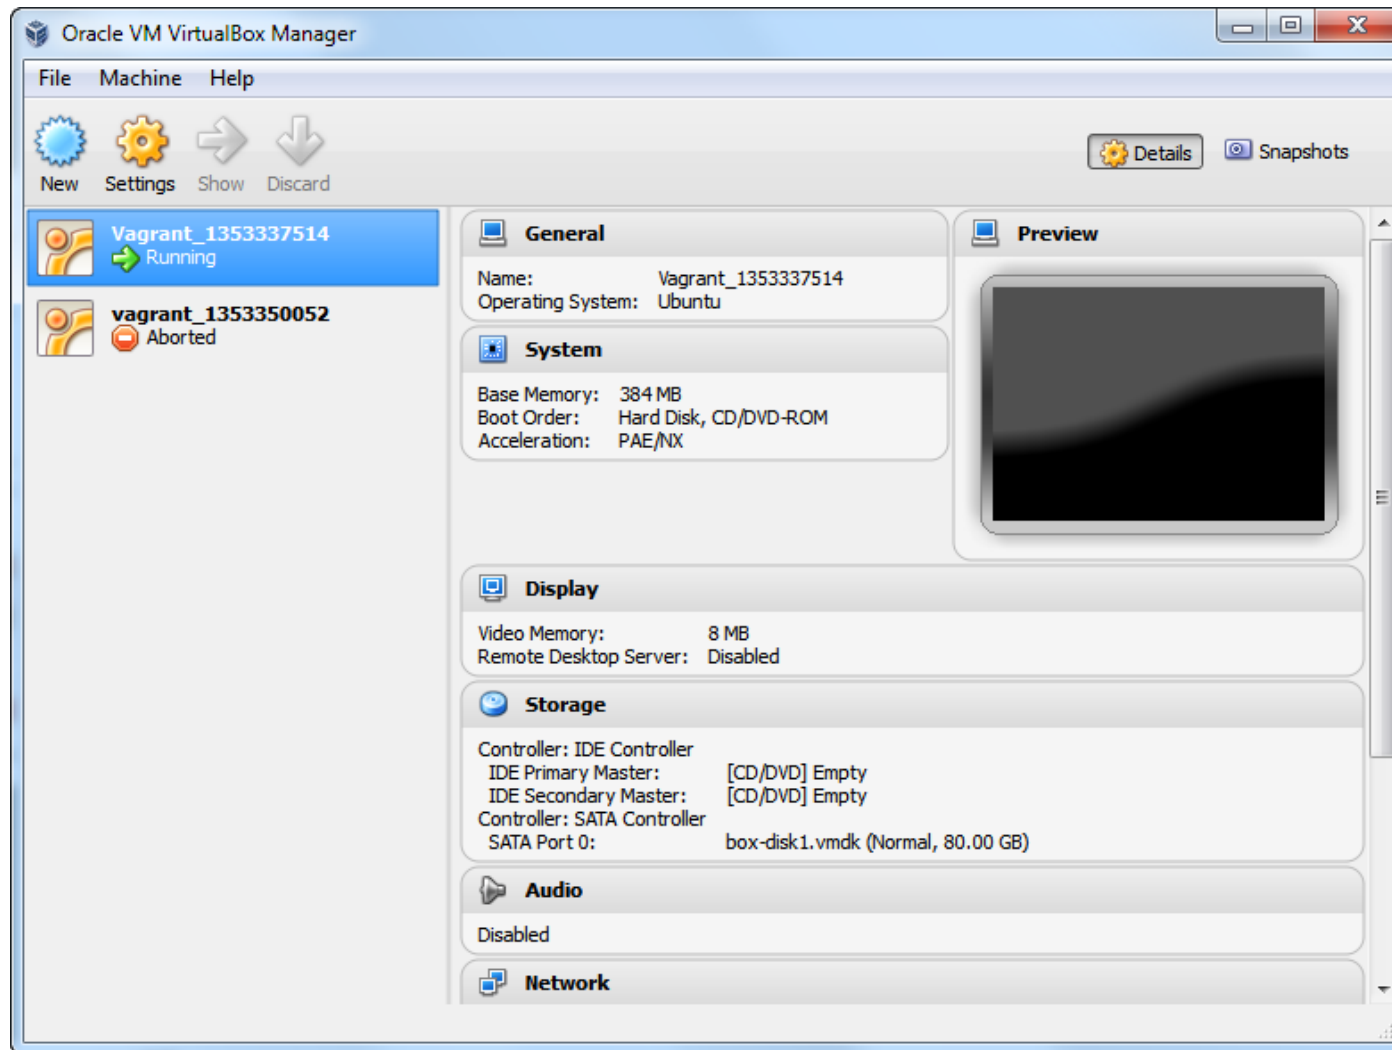 Oracle VM VirtualBox Manager
File Machine Help
New Settings Show Discard
Details Snapshots
Vagrant_1353337514
Running
vagrant_1353350052
Aborted
General
Name: Vagrant_1353337514
Operating System: Ubuntu
System
Base Memory: 384 MB
Boot Order: Hard Disk, CD/DVD-ROM
Acceleration: PAE/NX
Preview
Display
Video Memory: 8 MB
Remote Desktop Server: Disabled
Storage
Controller: IDE Controller
IDE Primary Master: [CD/DVD] Empty
IDE Secondary Master: [CD/DVD] Empty
Controller: SATA Controller
SATA Port 0: box-disk1.vmdk (Normal, 80.00 GB)
Audio
Disabled
Network